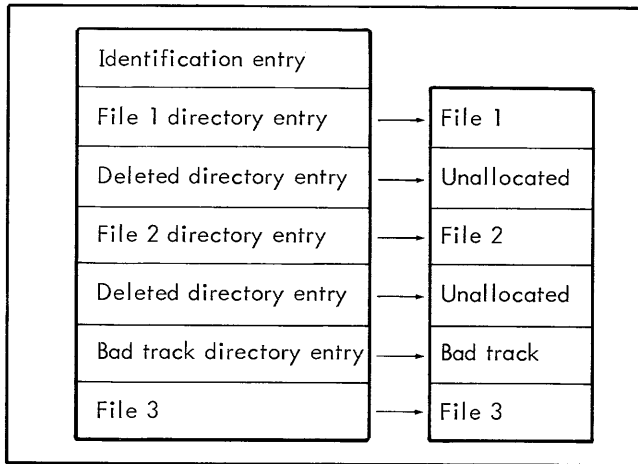 Identification entry
File 1 directory entry
File 1
Deleted directory entry
Unallocated
File 2 directory entry
File 2
Deleted directory entry
Unallocated
Bad track directory entry
Bad track
File 3
File 3